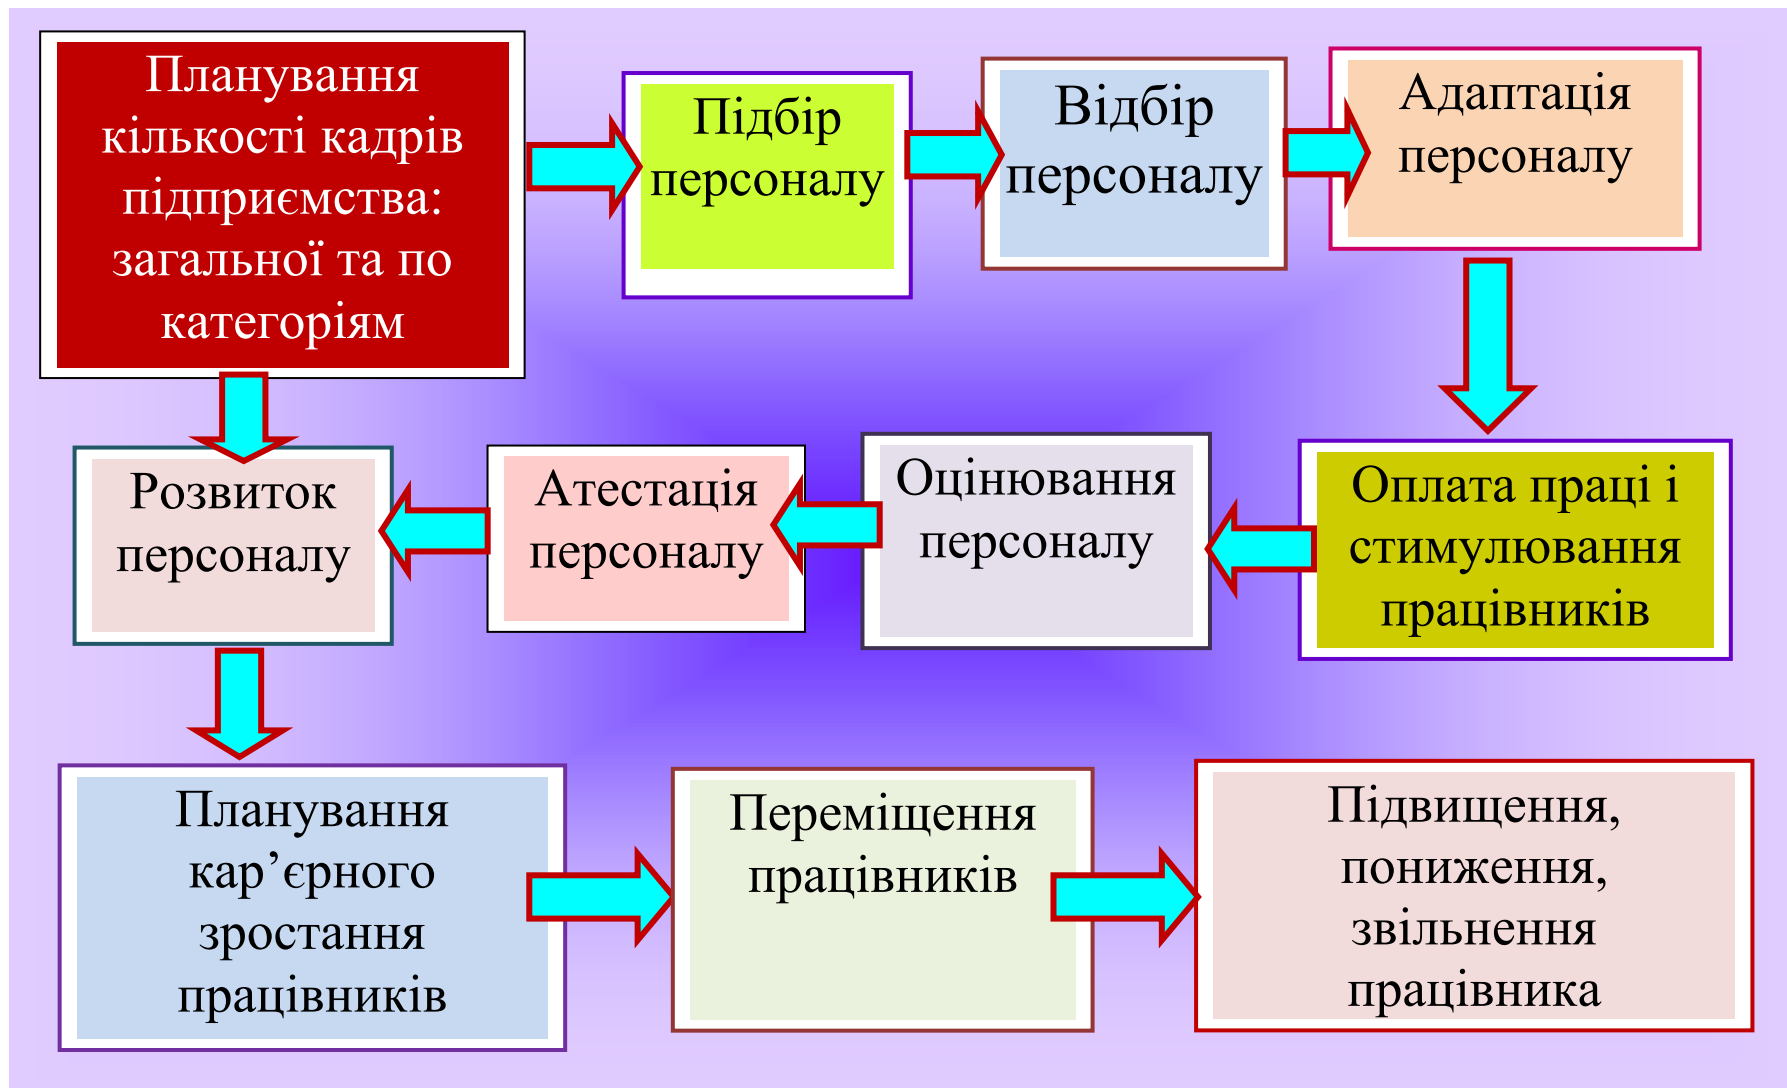 Планування
кількості кадрів
підприємства:
загальної та по
категоріям
Підбір
персоналу
Відбір
персоналу
Адаптація
персоналу
Розвиток
персоналу
Атестація
персоналу
Оцінювання
персоналу
Оплата праці і
стимулювання
працівників
Планування
кар’єрного
зростання
працівників
Переміщення
працівників
Підвищення,
пониження,
звільнення
працівника